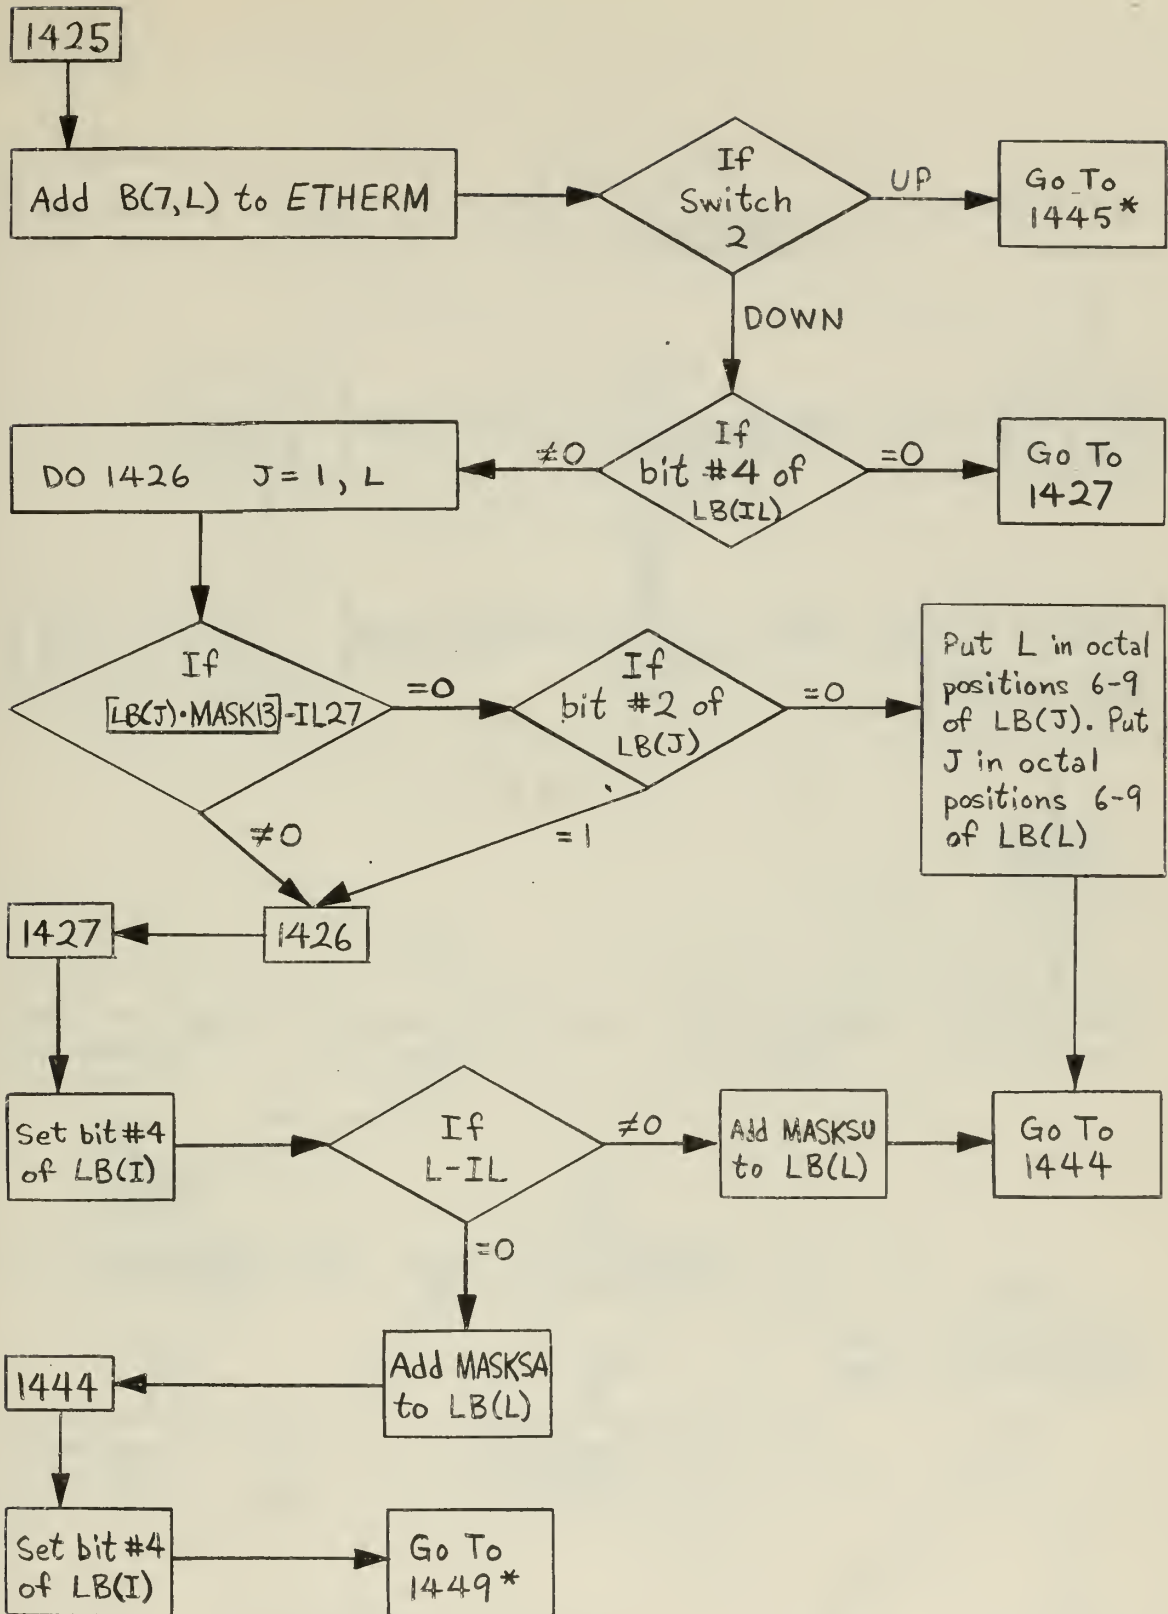 1425
Add B(7,L) to ETHERM
If
Switch
2
UP
Go To
1445*
DOWN
If
bit #4 of
LB(IL)
=0
Go To
1427
≠0
DO 1426 J=1, L
If
[LB(J)·MASK13]-IL27
=0
If
bit #2 of
LB(J)
=0
Put L in octal
positions 6-9
of LB(J). Put
J in octal
positions 6-9
of LB(L)
≠0
=1
1426
1427
Set bit #4
of LB(I)
If
L-IL
≠0
Add MASKSU
to LB(L)
Go To
1444
=0
Add MASKSA
to LB(L)
1444
Set bit #4
of LB(I)
Go To
1449*